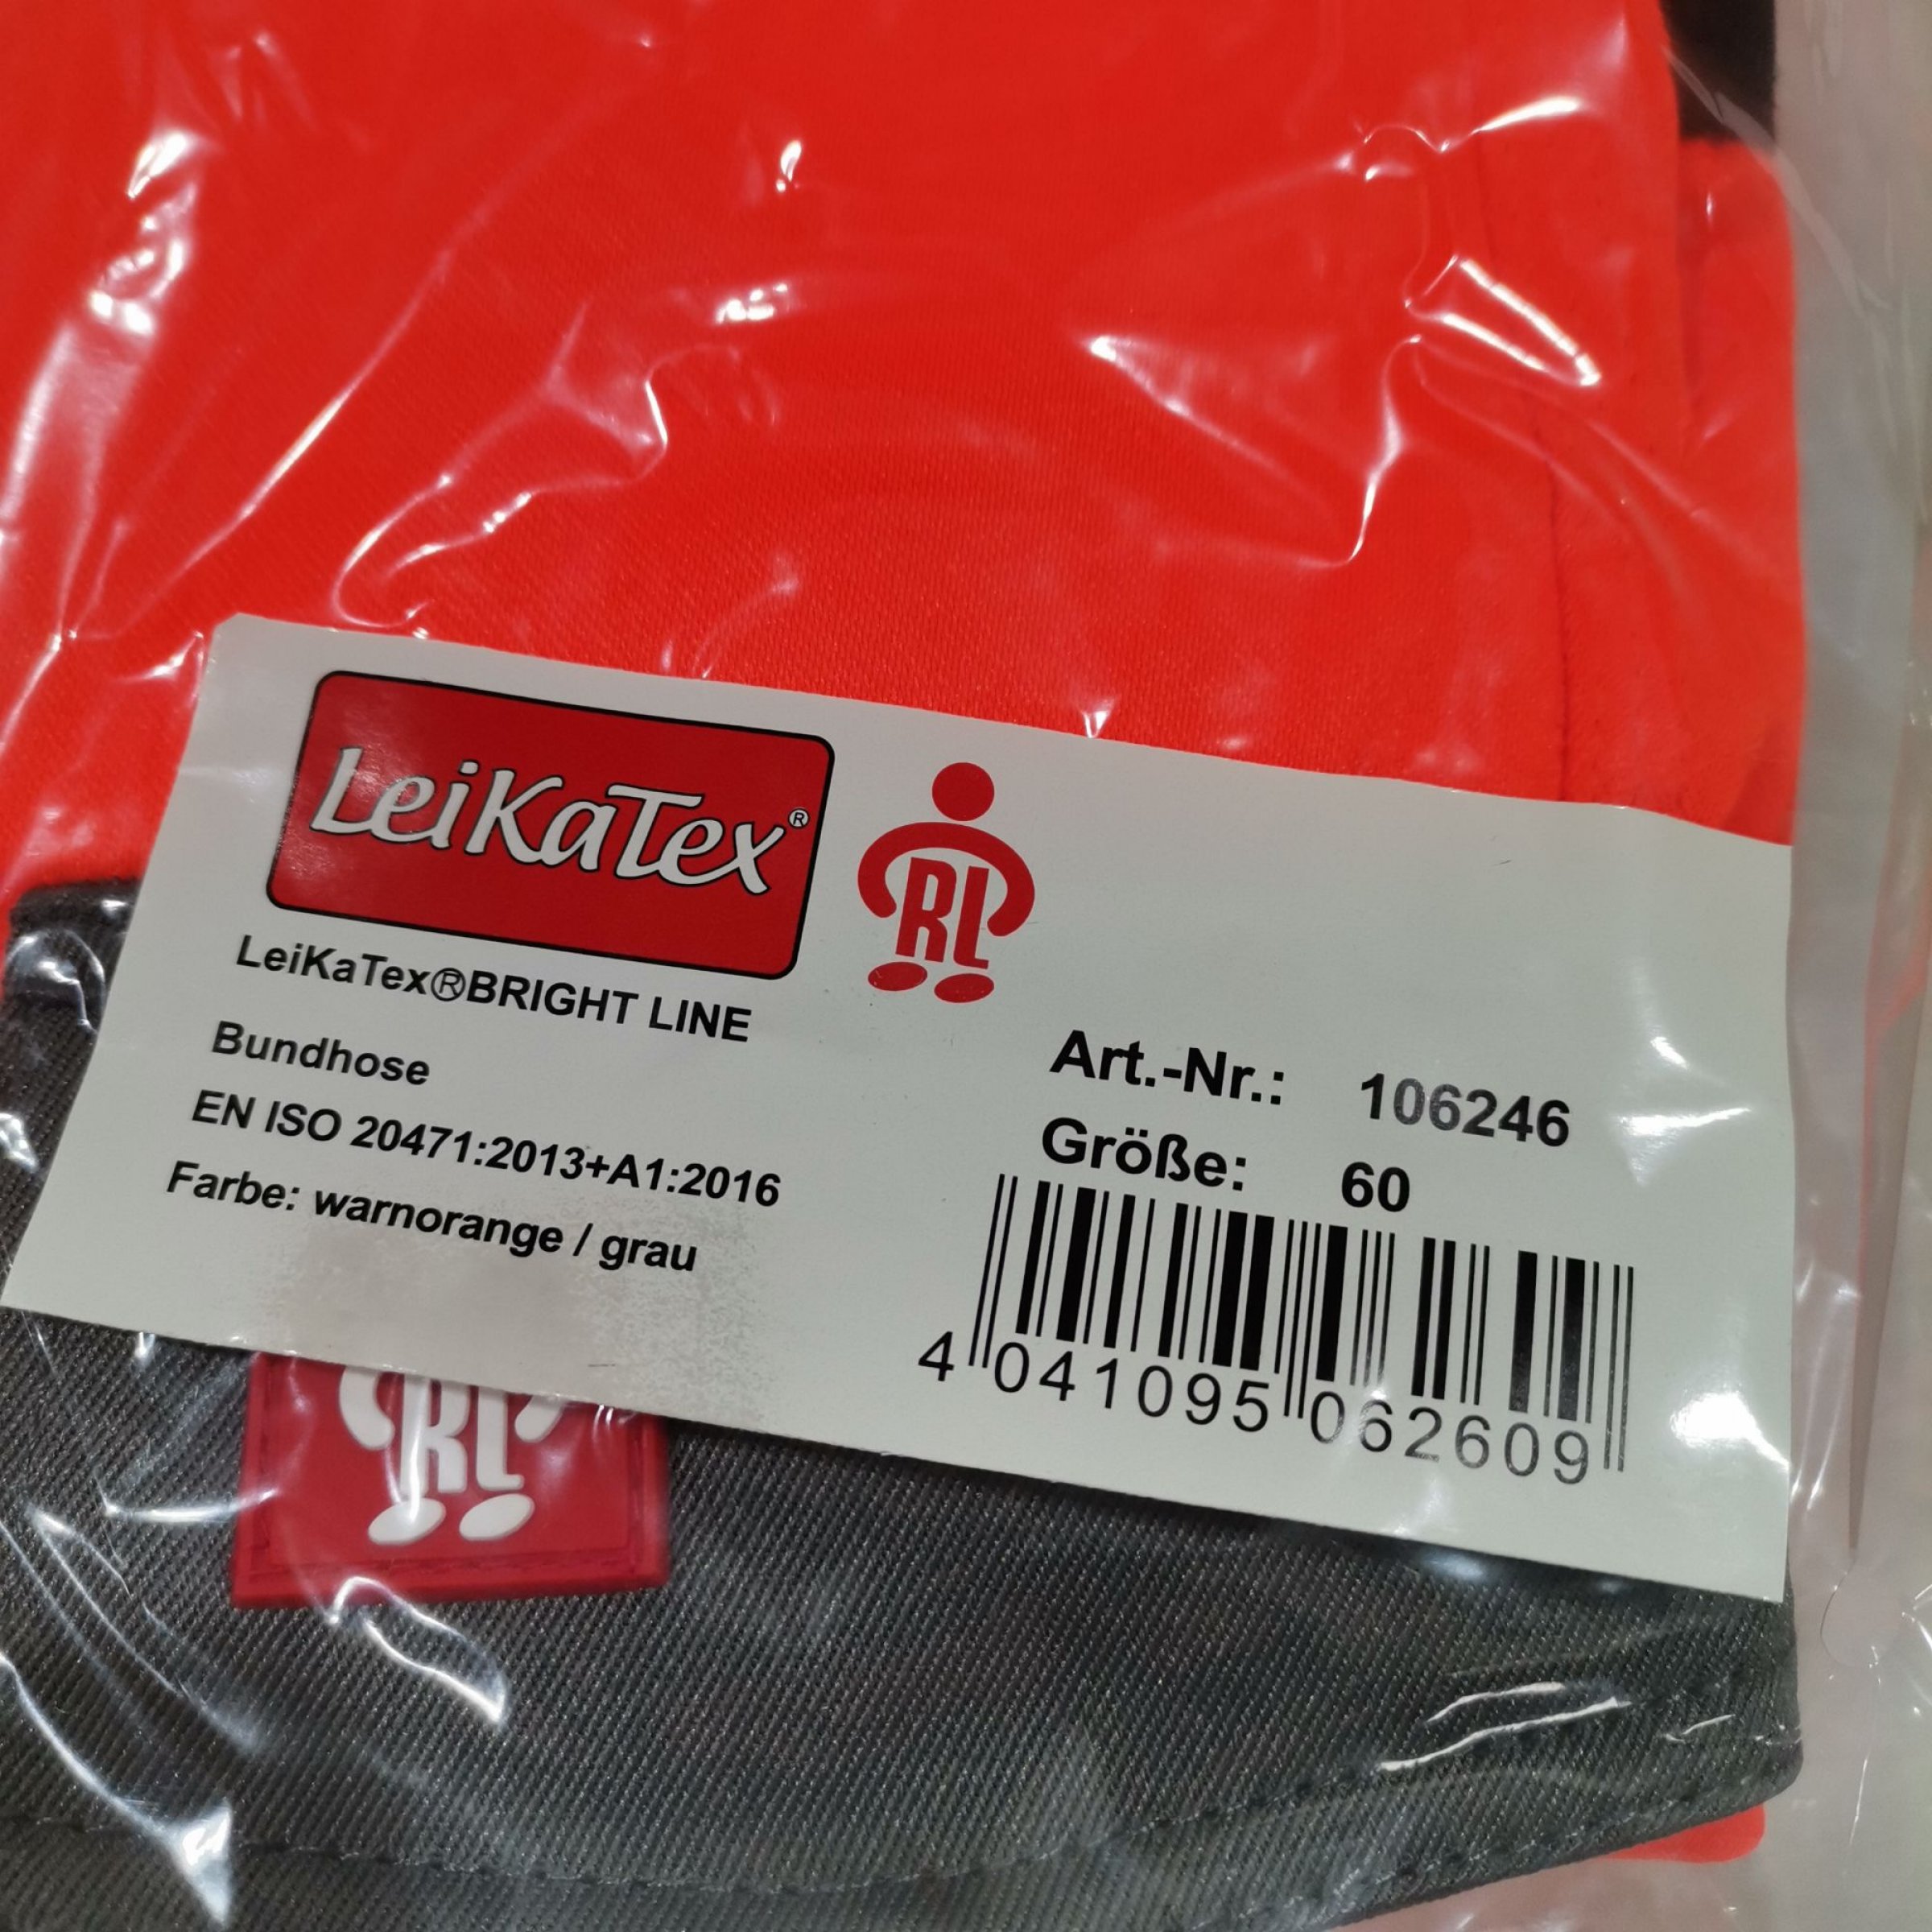 LeiKaTex®
RL
LeiKaTex®BRIGHT LINE
Bundhose
EN ISO 20471:2013+A1:2016
Farbe: warnorange / grau
Art.-Nr.: 106246
Größe: 60
4 041095 062609
RL